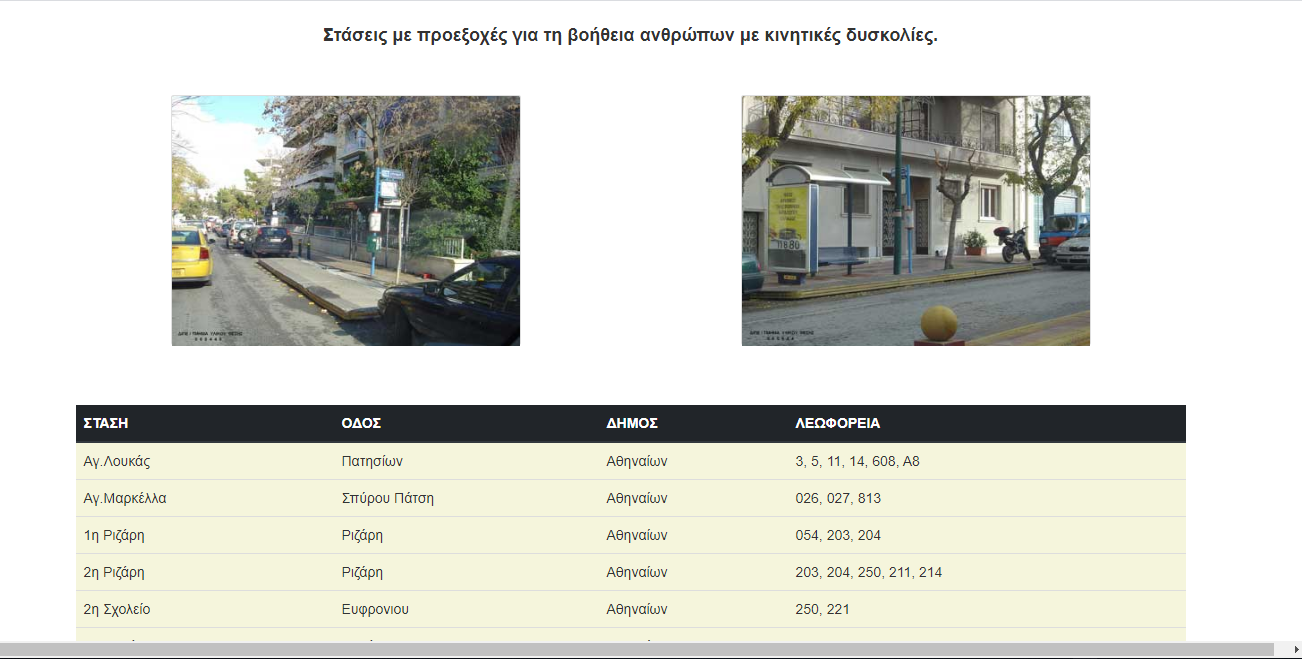 Στάσεις με προεξοχές για τη βοήθεια ανθρώπων με κινητικές δυσκολίες.
11880
ΣΤΑΣΗ ΟΔΟΣ ΔΗΜΟΣ ΛΕΩΦΟΡΕΙΑ
Αγ.Λουκάς Πατησίων Αθηναίων 3, 5, 11, 14, 608, Α8
Αγ.Μαρκέλλα Σπύρου Πάτση Αθηναίων 026, 027, 813
1η Ριζάρη Ριζάρη Αθηναίων 054, 203, 204
2η Ριζάρη Ριζάρη Αθηναίων 203, 204, 250, 211, 214
2η Σχολείο Ευφρονιου Αθηναίων 250, 221